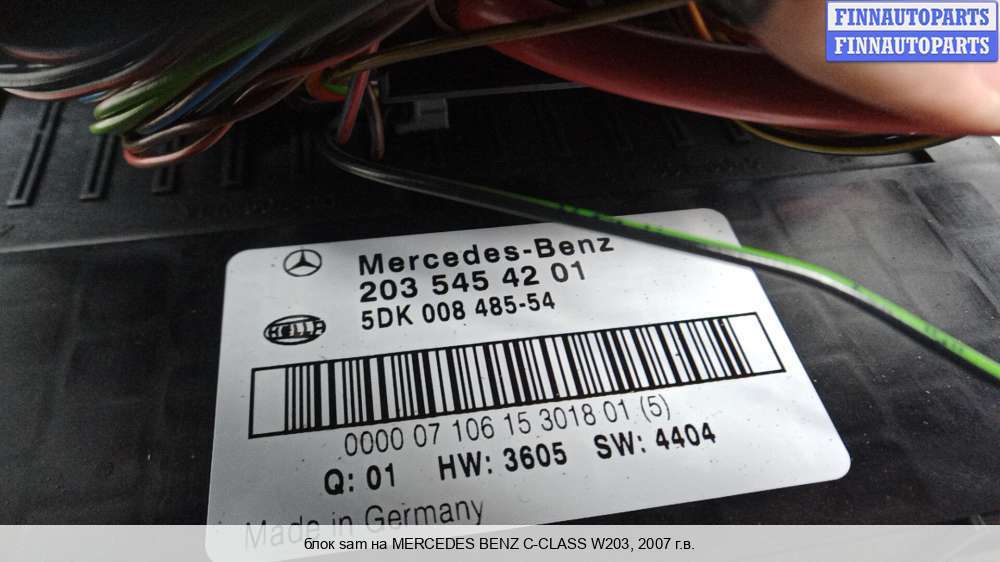 FINNAUTOPARTS
FINNAUTOPARTS
Mercedes-Benz
203 545 42 01
5DK 008 485-54
HELLA
0000 07 106 15 3018 01 (5)
Q: 01 HW: 3605 SW: 4404
Made in Germany
блок sam на MERCEDES BENZ C-CLASS W203, 2007 г.в.